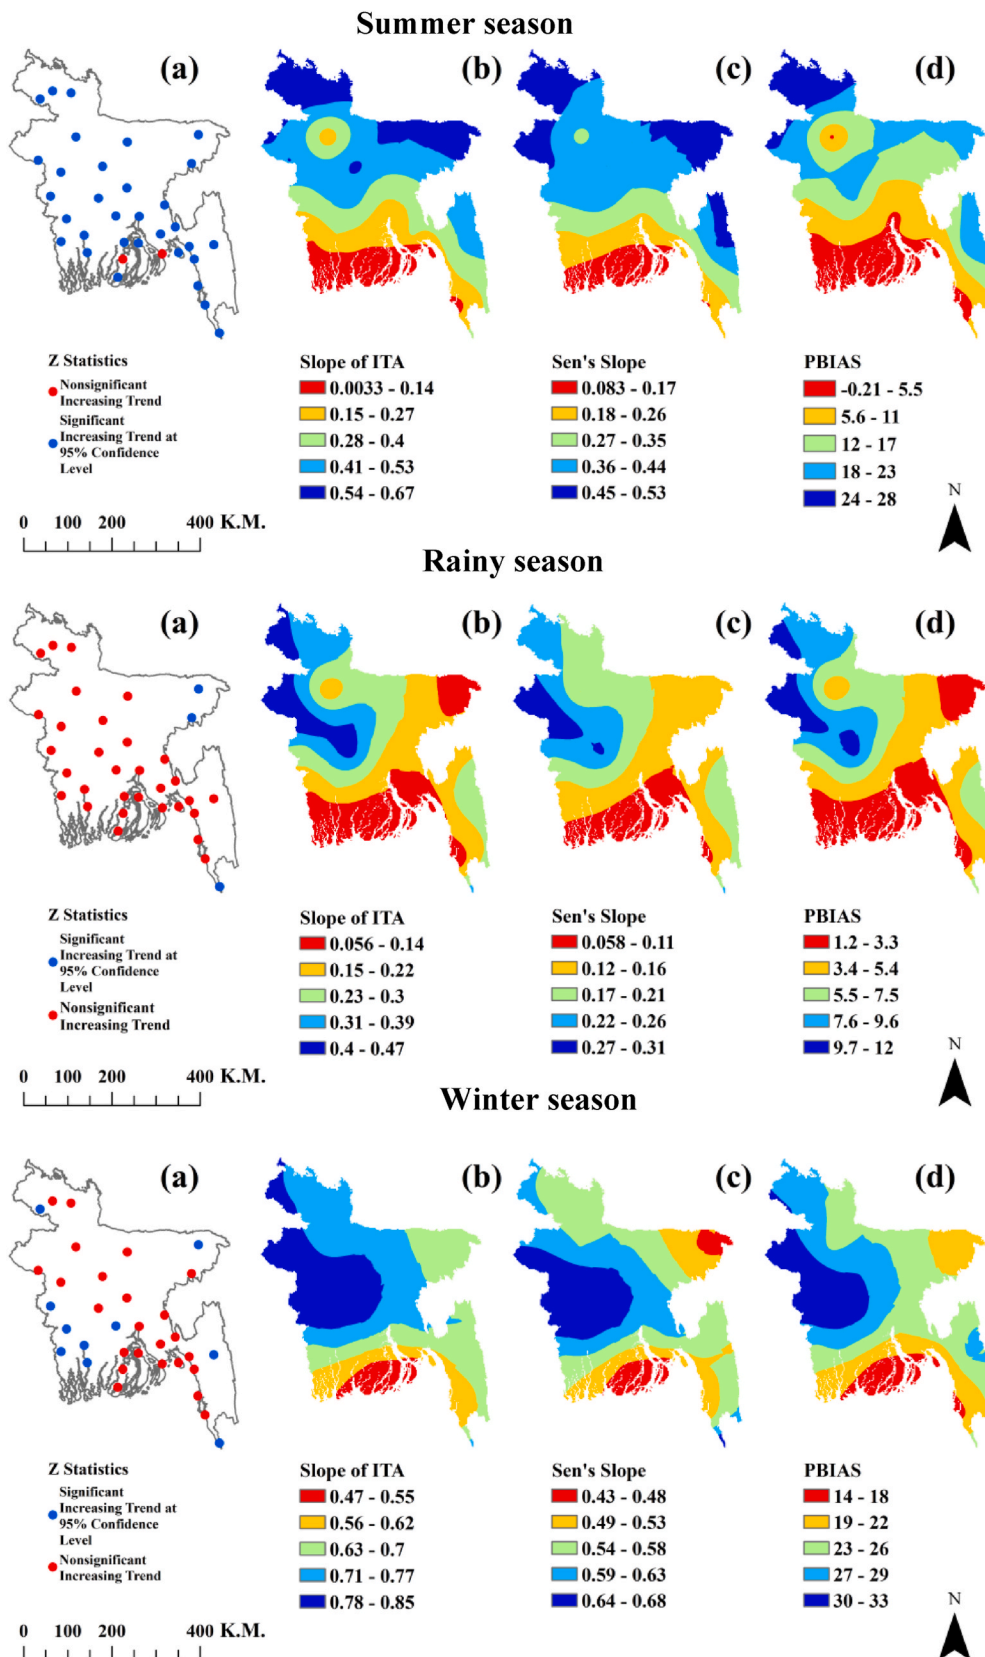 Summer season
(a)
(b)
(c)
(d)
Z Statistics
Nonsignificant
Increasing Trend
Significant
Increasing Trend at
95% Confidence
Level
Slope of ITA
0.0033 - 0.14
0.15 - 0.27
0.28 - 0.4
0.41 - 0.53
0.54 - 0.67
Sen's Slope
0.083 - 0.17
0.18 - 0.26
0.27 - 0.35
0.36 - 0.44
0.45 - 0.53
PBIAS
-0.21 - 5.5
5.6 - 11
12 - 17
18 - 23
24 - 28
N
0 100 200 400 K.M.
Rainy season
(a)
(b)
(c)
(d)
Z Statistics
Significant
Increasing Trend at
95% Confidence
Level
Nonsignificant
Increasing Trend
Slope of ITA
0.056 - 0.14
0.15 - 0.22
0.23 - 0.3
0.31 - 0.39
0.4 - 0.47
Sen's Slope
0.058 - 0.11
0.12 - 0.16
0.17 - 0.21
0.22 - 0.26
0.27 - 0.31
PBIAS
1.2 - 3.3
3.4 - 5.4
5.5 - 7.5
7.6 - 9.6
9.7 - 12
N
0 100 200 400 K.M.
Winter season
(a)
(b)
(c)
(d)
Z Statistics
Significant
Increasing Trend at
95% Confidence
Level
Nonsignificant
Increasing Trend
Slope of ITA
0.47 - 0.55
0.56 - 0.62
0.63 - 0.7
0.71 - 0.77
0.78 - 0.85
Sen's Slope
0.43 - 0.48
0.49 - 0.53
0.54 - 0.58
0.59 - 0.63
0.64 - 0.68
PBIAS
14 - 18
19 - 22
23 - 26
27 - 29
30 - 33
N
0 100 200 400 K.M.